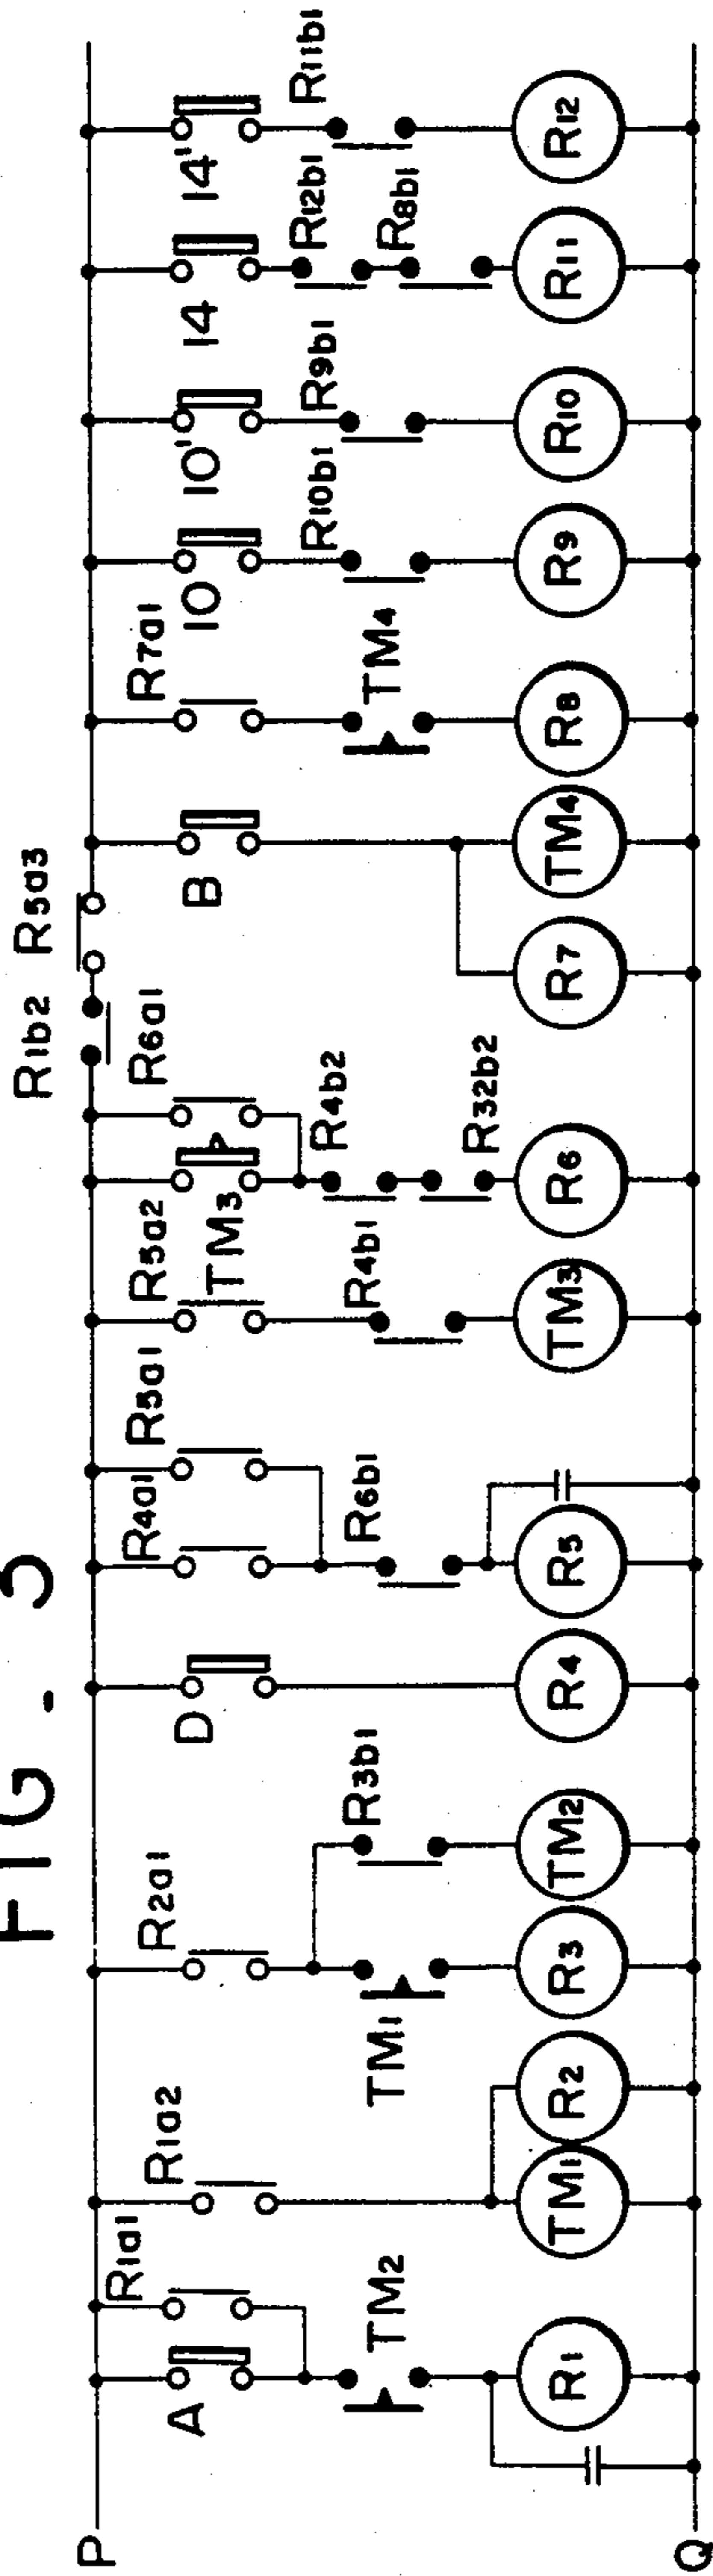 FIG _
P
Q
A
R1a1
TM2
R1
R1a2
TM1
R2
R2a1
TM1
R3b1
R3
TM2
D
R4
R4a1
R5a1
R6b1
R5
R5a2
R4b1
TM3
TM3
R6a1
R4b2
R32b2
R6
R1b2
R5a3
B
R7
TM4
R7a1
TM4
R8
10
R10b1
R9
10'
R9b1
R10
14
R12b1
R8b1
R11
14'
R11b1
R12